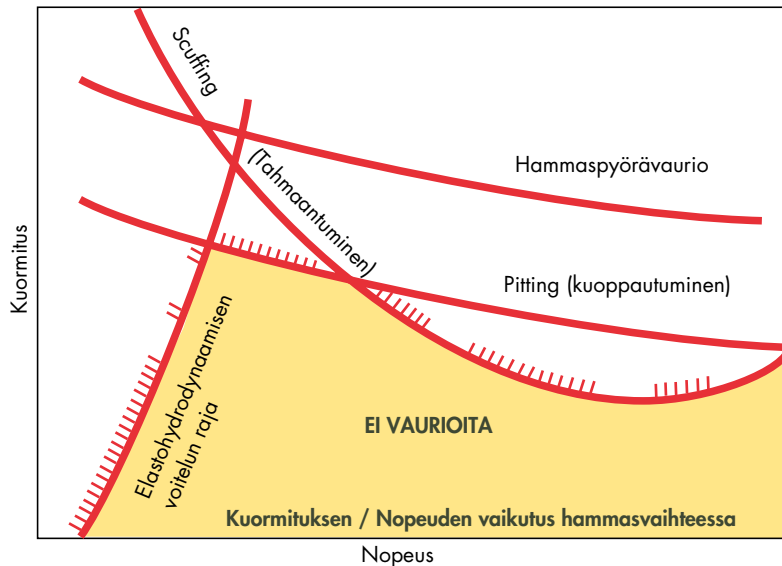 Scuffing
(Tahmaantuminen)
Hammaspyörävaurio
Pitting (kuoppautuminen)
Kuormitus
Elastohydrodynaamisen
voitelun raja
EI VAURIOITA
Kuormituksen / Nopeuden vaikutus hammasvaihteessa
Nopeus